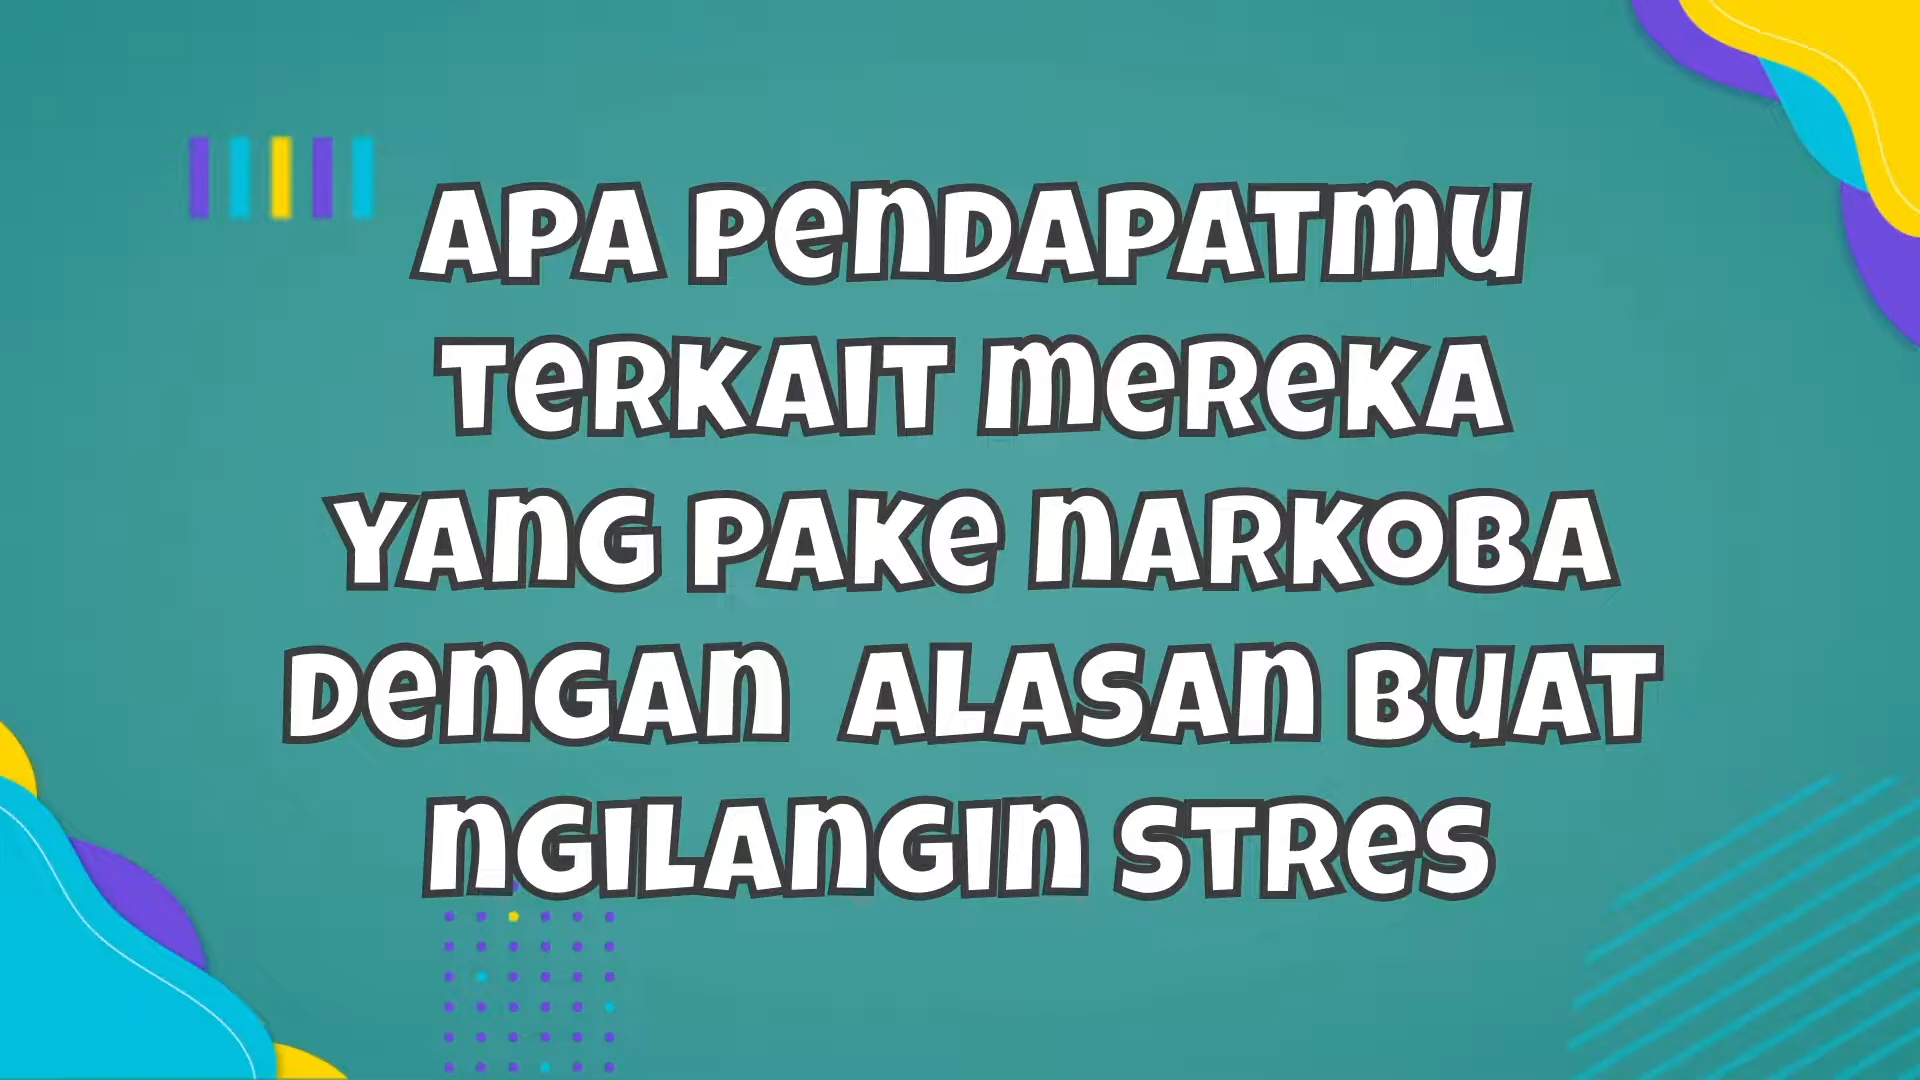 APA PENDAPATMU
TERKAIT MEREKA
YANG PAKE NARKOBA
DENGAN ALASAN BUAT
NGILANGIN STRES